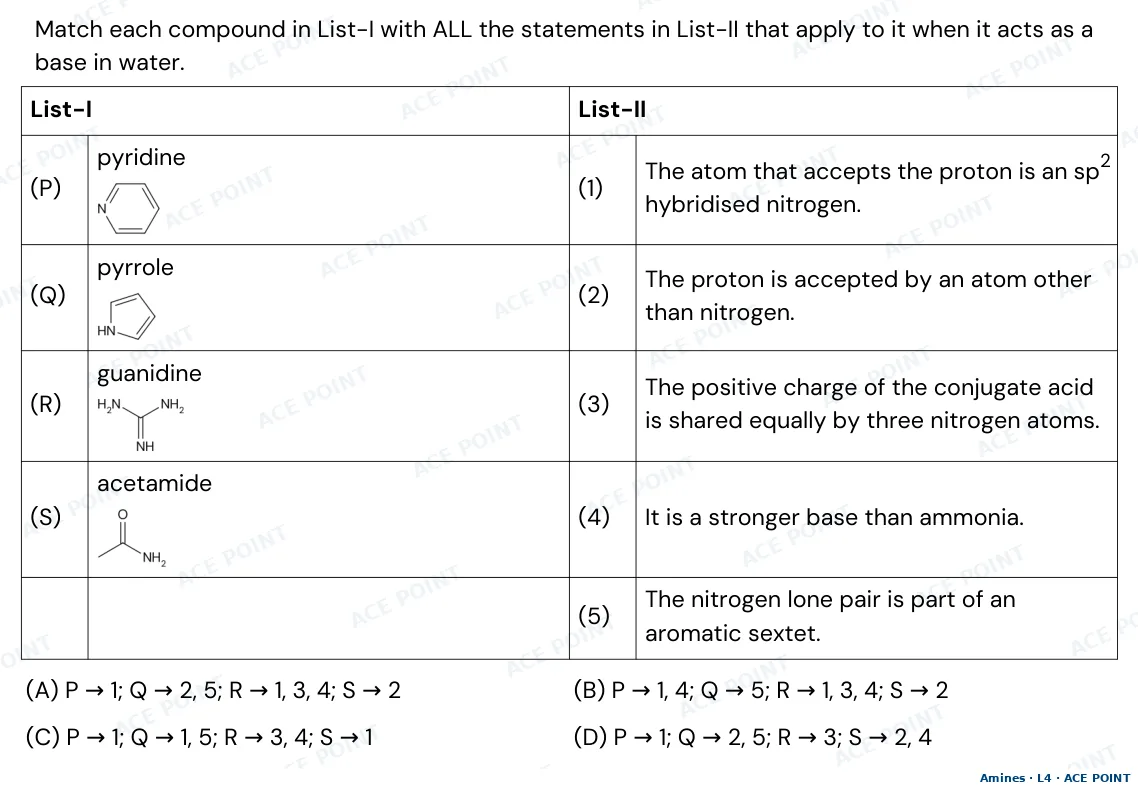 Match each compound in List-I with ALL the statements in List-II that apply to it when it acts as a
base in water.
List-I
List-II
(P)
pyridine
N
(1)
The atom that accepts the proton is an sp²
hybridised nitrogen.
(Q)
pyrrole
HN
(2)
The proton is accepted by an atom other
than nitrogen.
(R)
guanidine
H₂N NH₂
NH
(3)
The positive charge of the conjugate acid
is shared equally by three nitrogen atoms.
(S)
acetamide
O
NH₂
(4)
It is a stronger base than ammonia.
(5)
The nitrogen lone pair is part of an
aromatic sextet.
(A) P → 1; Q → 2, 5; R → 1, 3, 4; S → 2
(B) P → 1, 4; Q → 5; R → 1, 3, 4; S → 2
(C) P → 1; Q → 1, 5; R → 3, 4; S → 1
(D) P → 1; Q → 2, 5; R → 3; S → 2, 4
Amines · L4 · ACE POINT
ACE POINT